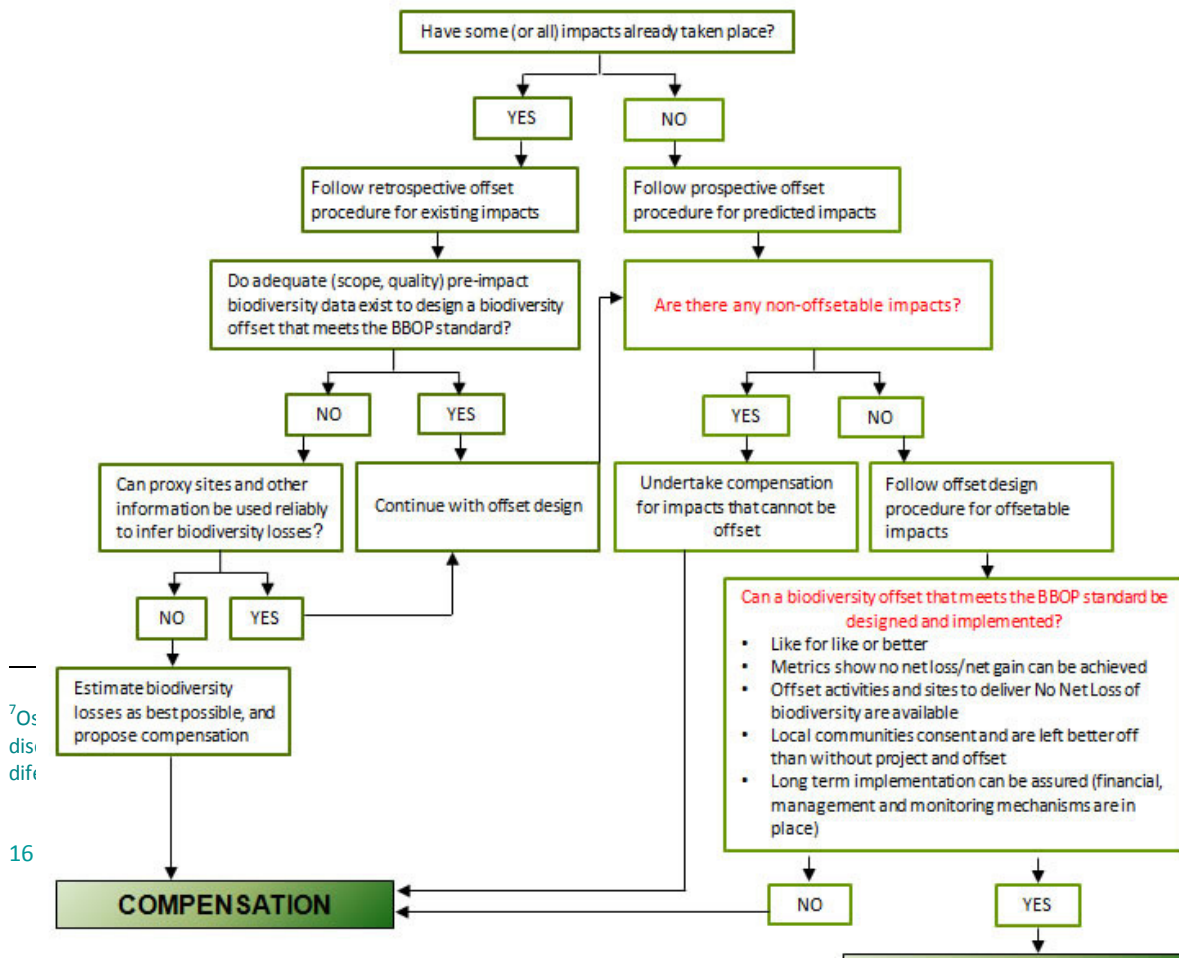 Have some (or all) impacts already taken place?
YES
NO
Follow retrospective offset
procedure for existing impacts
Follow prospective offset
procedure for predicted impacts
Do adequate (scope, quality) pre-impact
biodiversity data exist to design a biodiversity
offset that meets the BBOP standard?
Are there any non-offsetable impacts?
NO
YES
YES
NO
Can proxy sites and other
information be used reliably
to infer biodiversity losses?
Continue with offset design
Undertake compensation
for impacts that cannot be
offset
Follow offset design
procedure for offsetable
impacts
NO
YES
Can a biodiversity offset that meets the BBOP standard be
designed and implemented?
• Like for like or better
• Metrics show no net loss/net gain can be achieved
• Offset activities and sites to deliver No Net Loss of
biodiversity are available
• Local communities consent and are left better off
than without project and offset
• Long term implementation can be assured (financial,
management and monitoring mechanisms are in
place)
Estimate biodiversity
losses as best possible, and
propose compensation
7
16
COMPENSATION
NO
YES